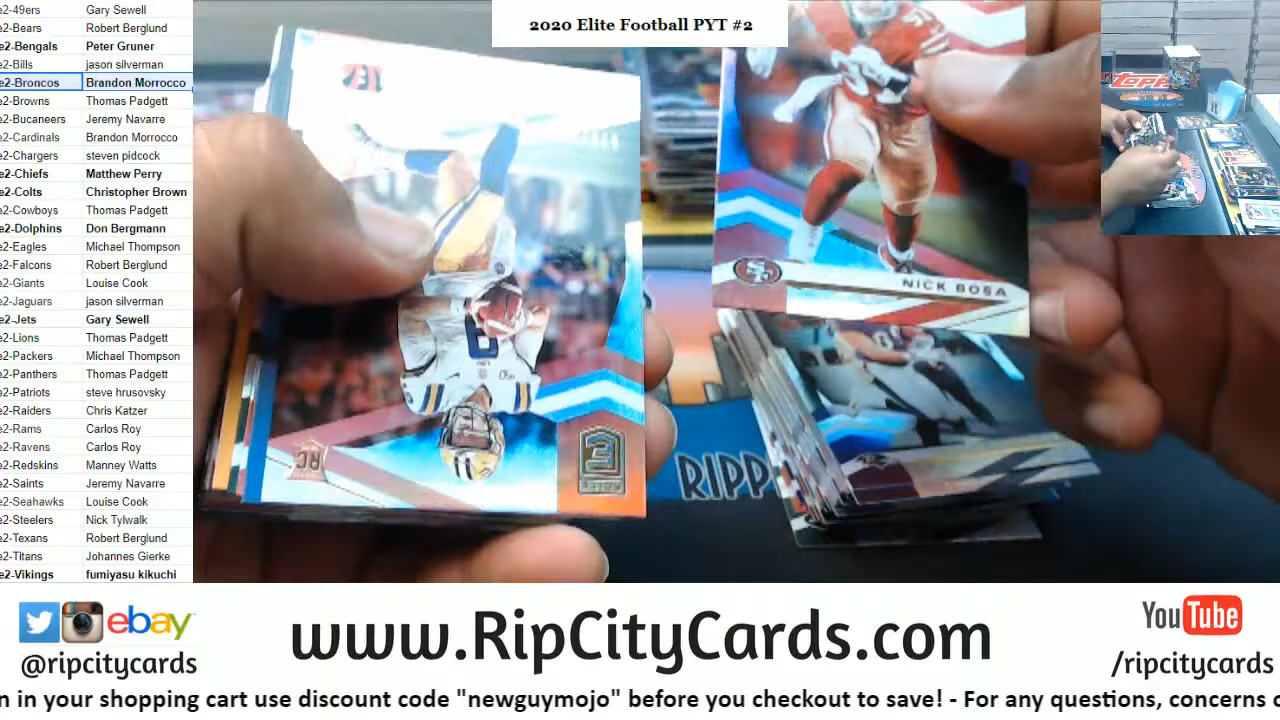 2020 Elite Football PYT #2
e2-49ers Gary Sewell
e2-Bears Robert Berglund
e2-Bengals Peter Gruner
e2-Bills jason silverman
e2-Broncos Brandon Morrocco
e2-Browns Thomas Padgett
e2-Bucaneers Jeremy Navarre
e2-Cardinals Brandon Morrocco
e2-Chargers steven pidcock
e2-Chiefs Matthew Perry
e2-Colts Christopher Brown
e2-Cowboys Thomas Padgett
e2-Dolphins Don Bergmann
e2-Eagles Michael Thompson
e2-Falcons Robert Berglund
e2-Giants Louise Cook
e2-Jaguars jason silverman
e2-Jets Gary Sewell
e2-Lions Thomas Padgett
e2-Packers Michael Thompson
e2-Panthers Thomas Padgett
e2-Patriots steve hrusovsky
e2-Raiders Chris Katzer
e2-Rams Carlos Roy
e2-Ravens Carlos Roy
e2-Redskins Manney Watts
e2-Saints Jeremy Navarre
e2-Seahawks Louise Cook
e2-Steelers Nick Tylwalk
e2-Texans Robert Berglund
e2-Titans Johannes Gierke
e2-Vikings fumiyasu kikuchi
NICK BOSA
RC
E
9
RIPP
TOPPS
ebay
@ripcitycards
www.RipCityCards.com
YouTube
/ripcitycards
n in your shopping cart use discount code "newguymojo" before you checkout to save! - For any questions, concerns